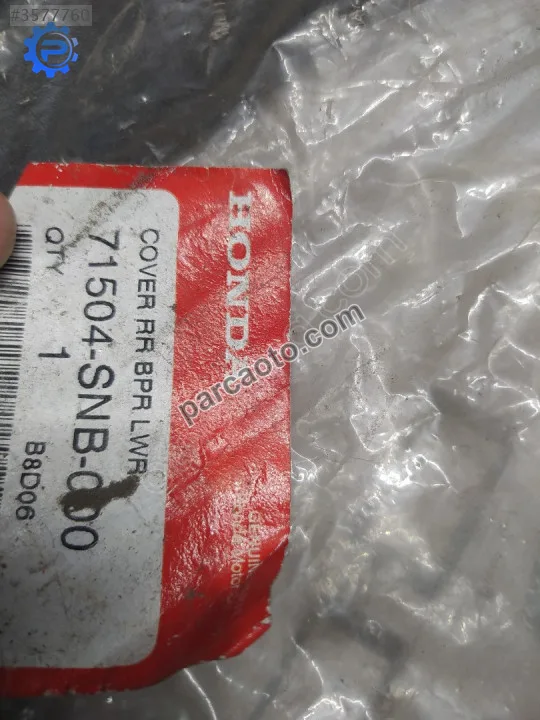 #3577760
HONDA
COVER RR BPR LWR
71504-SNB-000
QTY 1
B8D06
parcaoto.com